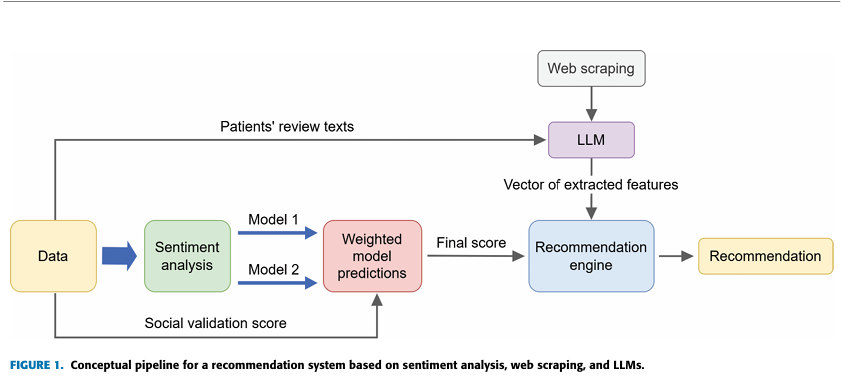 Web scraping
Patients' review texts
LLM
Vector of extracted features
Data
Sentiment
analysis
Model 1
Model 2
Weighted
model
predictions
Final score
Recommendation
engine
Recommendation
Social validation score
FIGURE 1. Conceptual pipeline for a recommendation system based on sentiment analysis, web scraping, and LLMs.